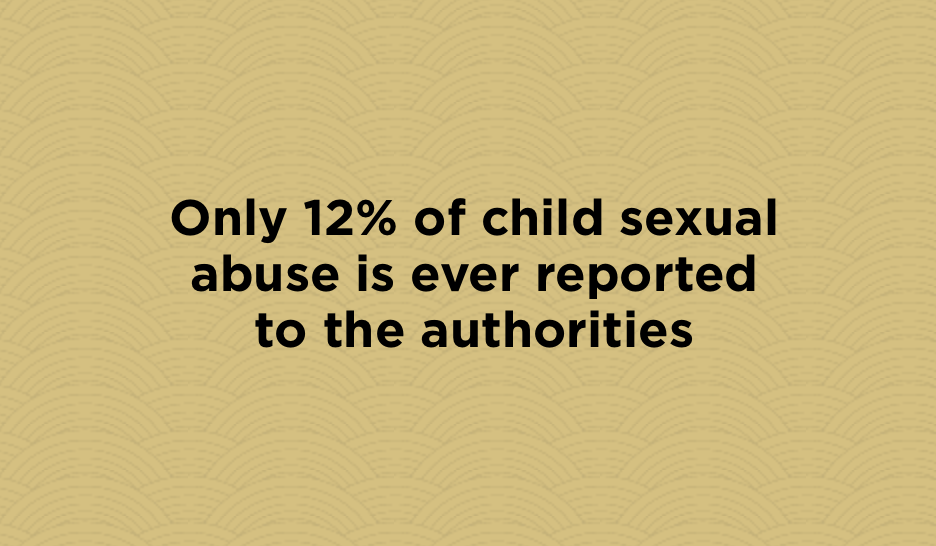 Only 12% of child sexual
abuse is ever reported
to the authorities